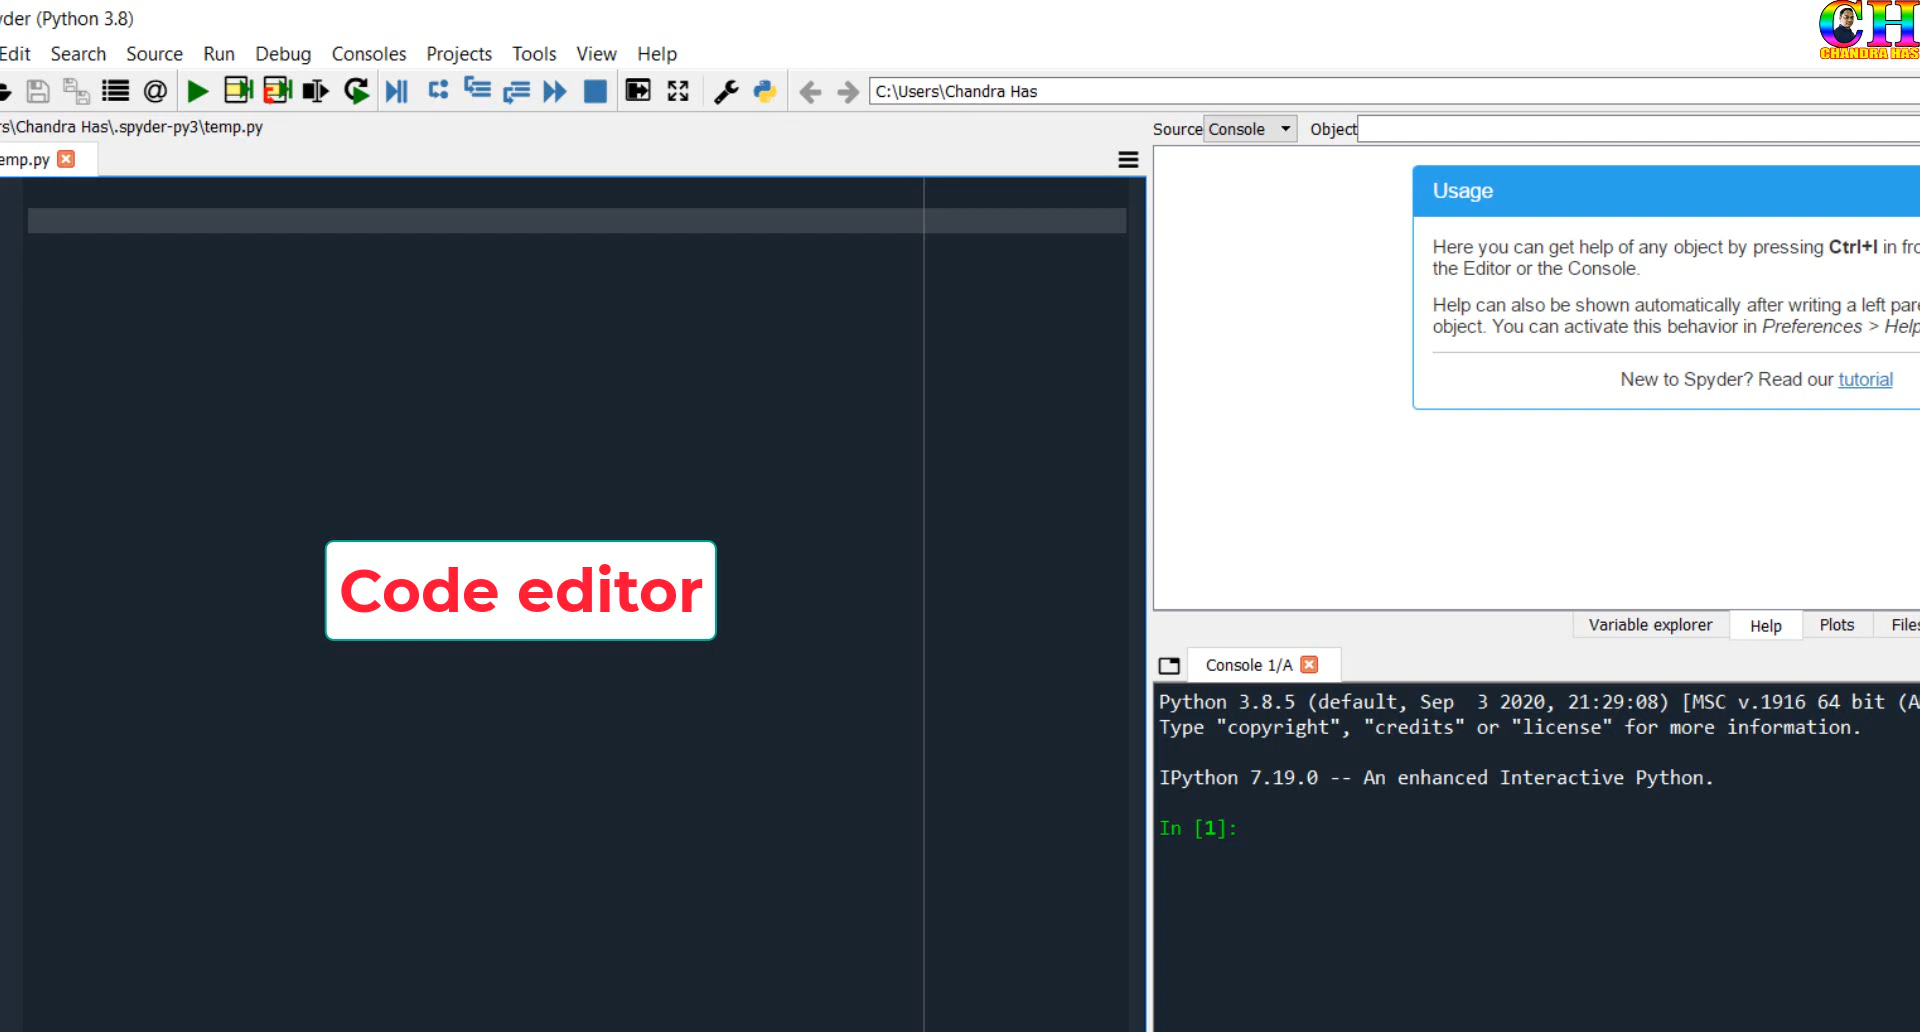 yder (Python 3.8)
Edit Search Source Run Debug Consoles Projects Tools View Help
C:\Users\Chandra Has
rs\Chandra Has\.spyder-py3\temp.py
emp.py
Source Console Object
Usage
Here you can get help of any object by pressing Ctrl+I in fro
the Editor or the Console.
Help can also be shown automatically after writing a left pare
object. You can activate this behavior in Preferences > Help
New to Spyder? Read our tutorial
Code editor
Variable explorer Help Plots Files
Console 1/A
Python 3.8.5 (default, Sep  3 2020, 21:29:08) [MSC v.1916 64 bit (A
Type "copyright", "credits" or "license" for more information.
IPython 7.19.0 -- An enhanced Interactive Python.
In [1]:
CH
CHANDRA HAS